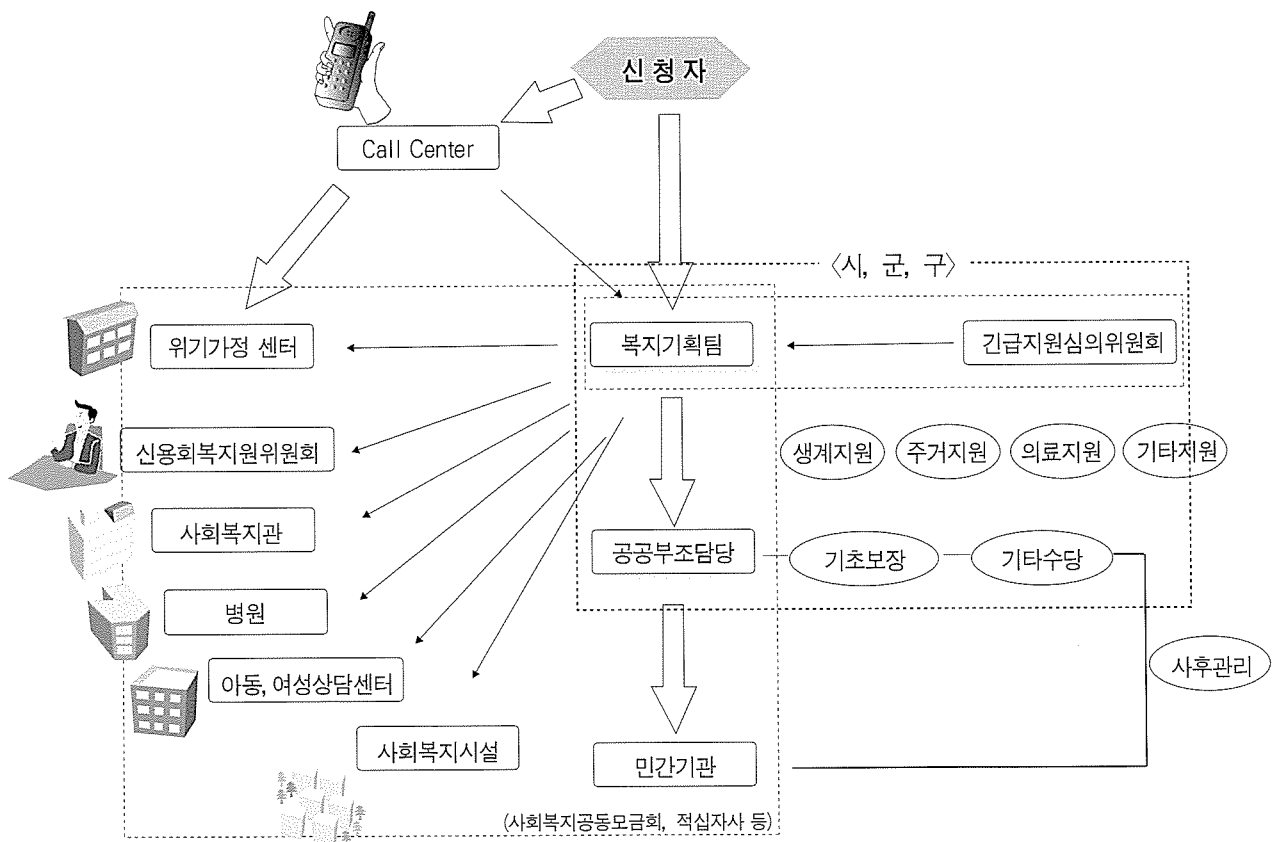 신청자
Call Center
〈시, 군, 구〉
위기가정 센터
복지기획팀
긴급지원심의위원회
신용회복지원위원회
생계지원
주거지원
의료지원
기타지원
사회복지관
공공부조담당
기초보장
기타수당
병원
아동, 여성상담센터
사후관리
사회복지시설
민간기관
(사회복지공동모금회, 적십자사 등)